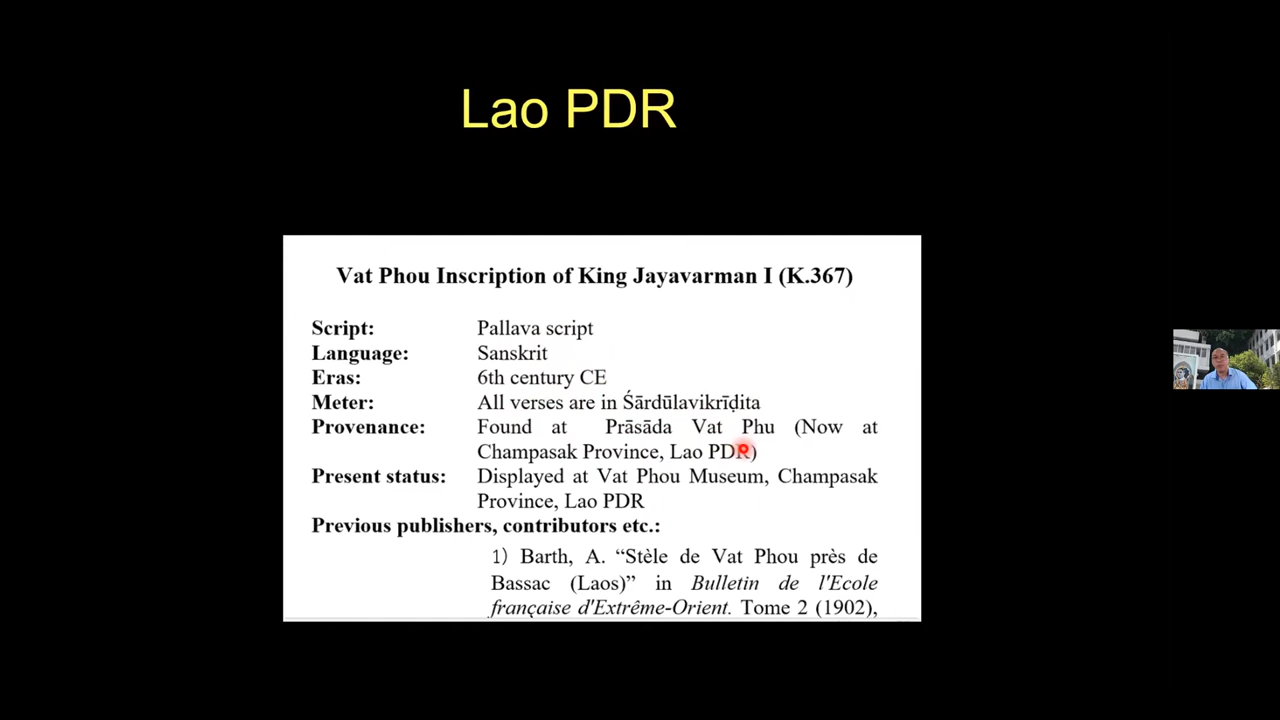 Lao PDR
Vat Phou Inscription of King Jayavarman I (K.367)
Script: Pallava script
Language: Sanskrit
Eras: 6th century CE
Meter: All verses are in Śārdūlavikrīḍita
Provenance: Found at Prāsāda Vat Phu (Now at
Champasak Province, Lao PDR)
Present status: Displayed at Vat Phou Museum, Champasak
Province, Lao PDR
Previous publishers, contributors etc.:
1) Barth, A. “Stèle de Vat Phou près de
Bassac (Laos)” in Bulletin de l'Ecole
française d'Extrême-Orient. Tome 2 (1902),